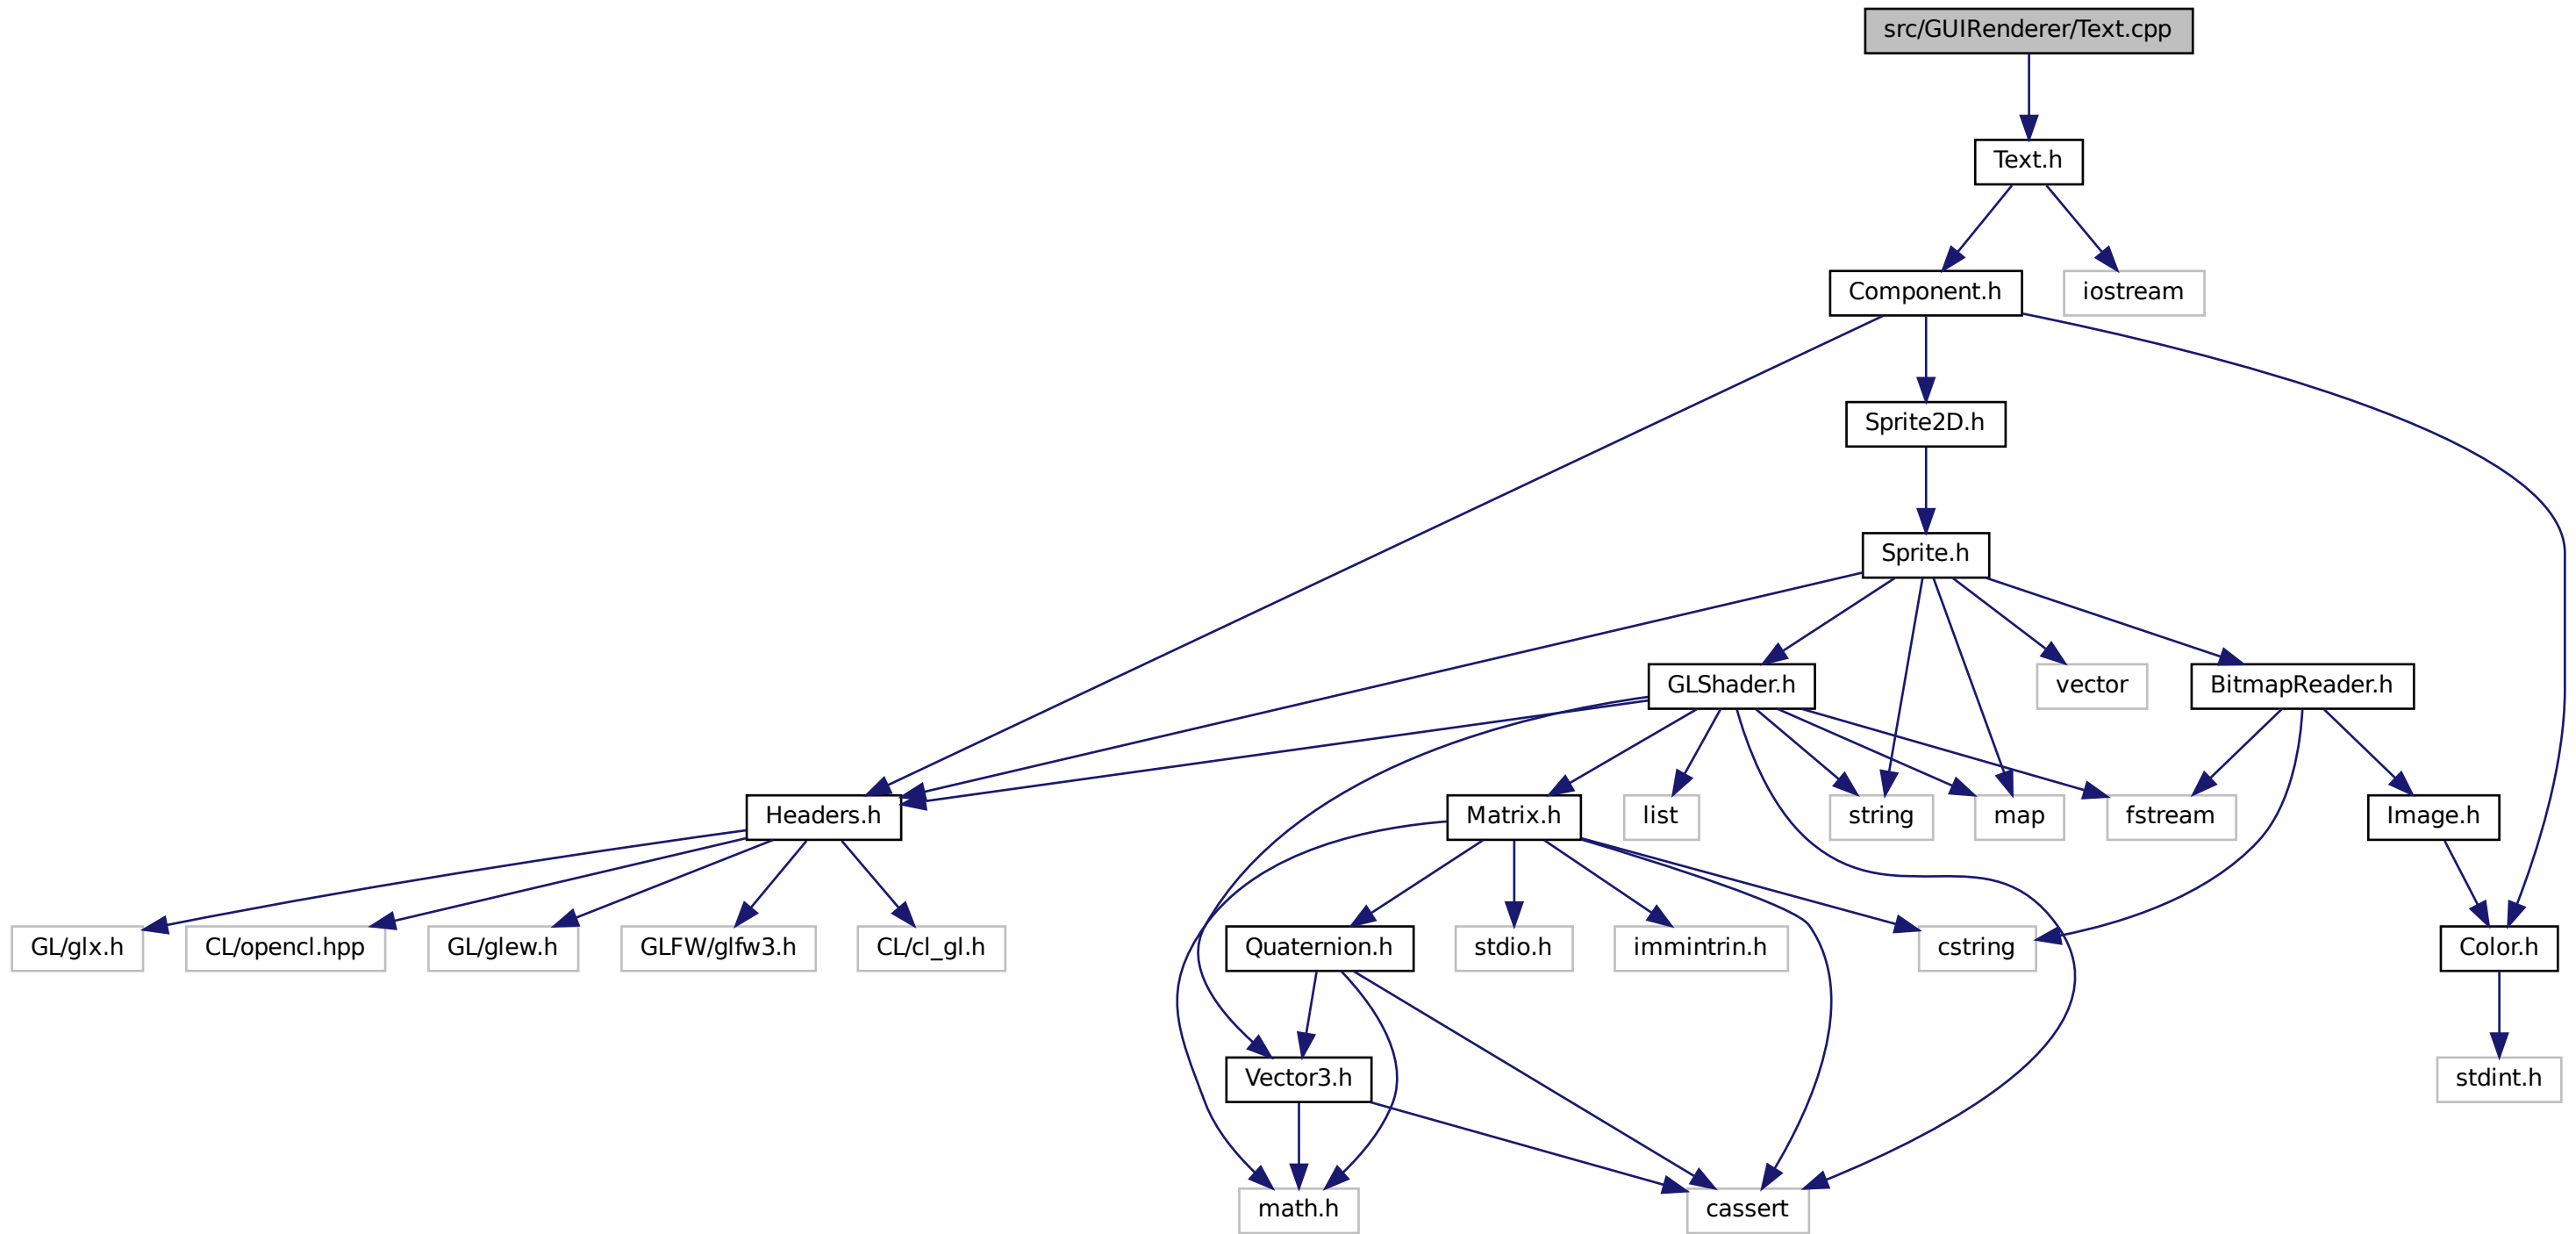 src/GUIRenderer/Text.cpp
Text.h
Component.h
iostream
Sprite2D.h
Sprite.h
GLShader.h
vector
BitmapReader.h
Headers.h
Matrix.h
list
string
map
fstream
Image.h
GL/glx.h
CL/opencl.hpp
GL/glew.h
GLFW/glfw3.h
CL/cl_gl.h
Quaternion.h
stdio.h
immintrin.h
cstring
Color.h
Vector3.h
stdint.h
math.h
cassert